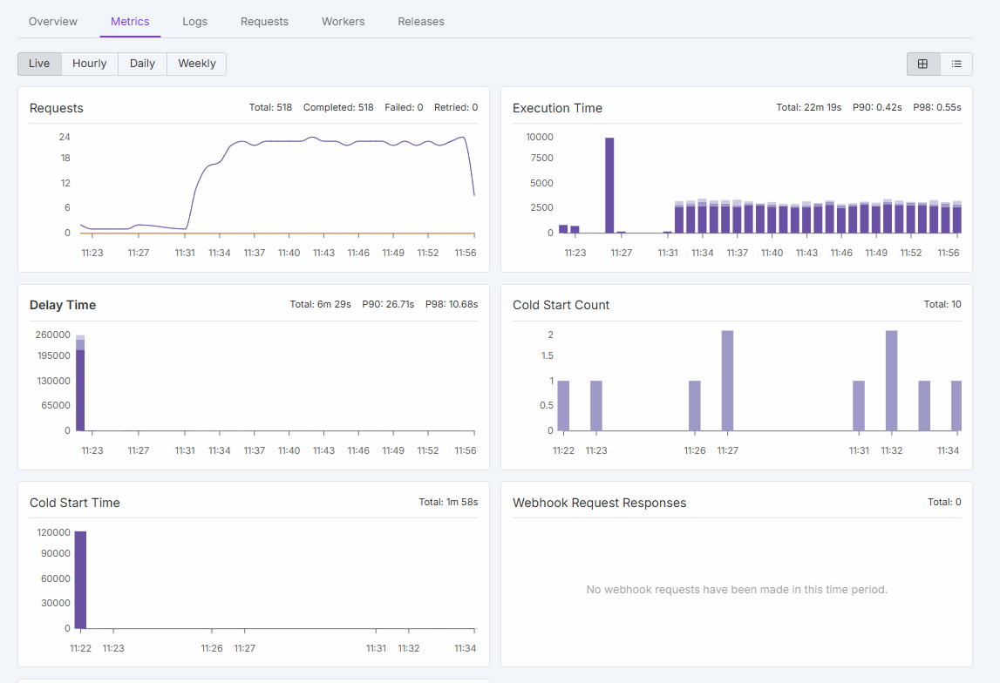 Overview Metrics Logs Requests Workers Releases
Live Hourly Daily Weekly
Requests Total: 518 Completed: 518 Failed: 0 Retried: 0
24
18
12
6
0
11:23 11:27 11:31 11:34 11:37 11:40 11:43 11:46 11:49 11:52 11:56
Execution Time Total: 22m 19s P90: 0.42s P98: 0.55s
10000
7500
5000
2500
0
11:23 11:27 11:31 11:34 11:37 11:40 11:43 11:46 11:49 11:52 11:56
Delay Time Total: 6m 29s P90: 26.71s P98: 10.68s
260000
195000
130000
65000
0
11:23 11:27 11:31 11:34 11:37 11:40 11:43 11:46 11:49 11:52 11:56
Cold Start Count Total: 10
2
1.5
1
0.5
0
11:22 11:23 11:26 11:27 11:31 11:32 11:34
Cold Start Time Total: 1m 58s
120000
90000
60000
30000
0
11:22 11:23 11:26 11:27 11:31 11:32 11:34
Webhook Request Responses Total: 0
No webhook requests have been made in this time period.